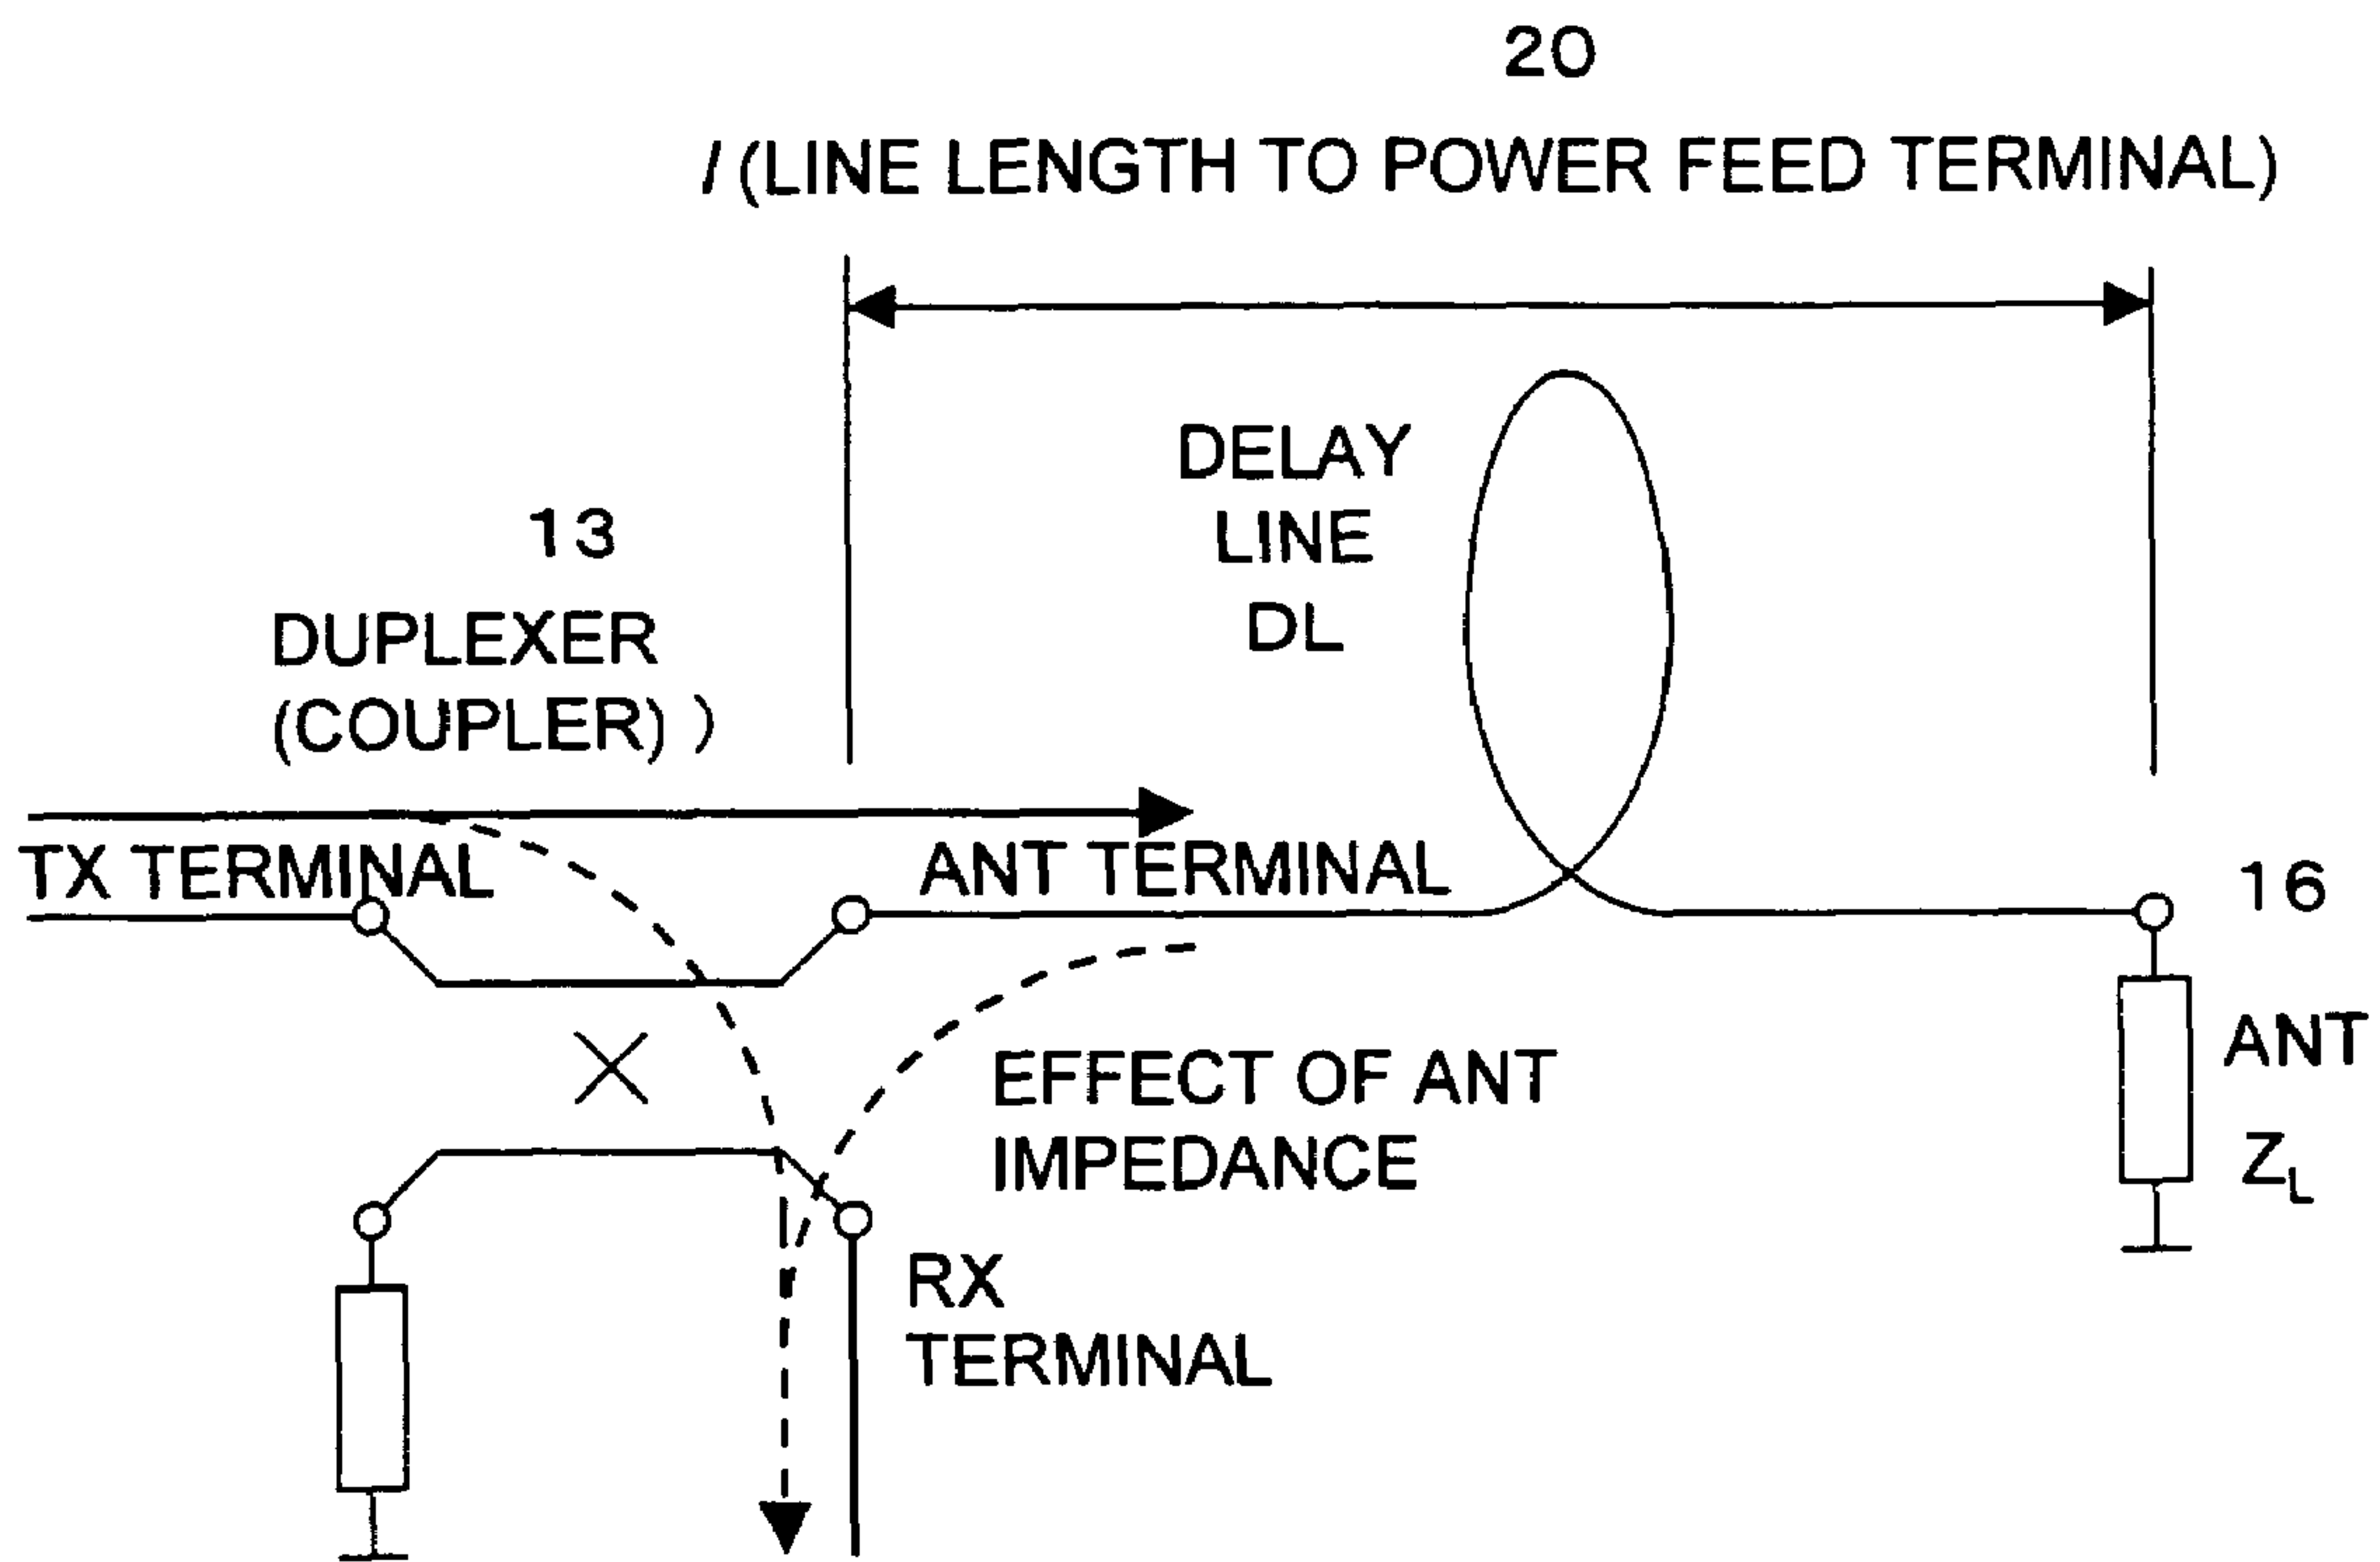 20
l (LINE LENGTH TO POWER FEED TERMINAL)
DELAY
LINE
DL
13
DUPLEXER
(COUPLER) )
TX TERMINAL
ANT TERMINAL
16
ANT
ZL
EFFECT OF ANT
IMPEDANCE
RX
TERMINAL